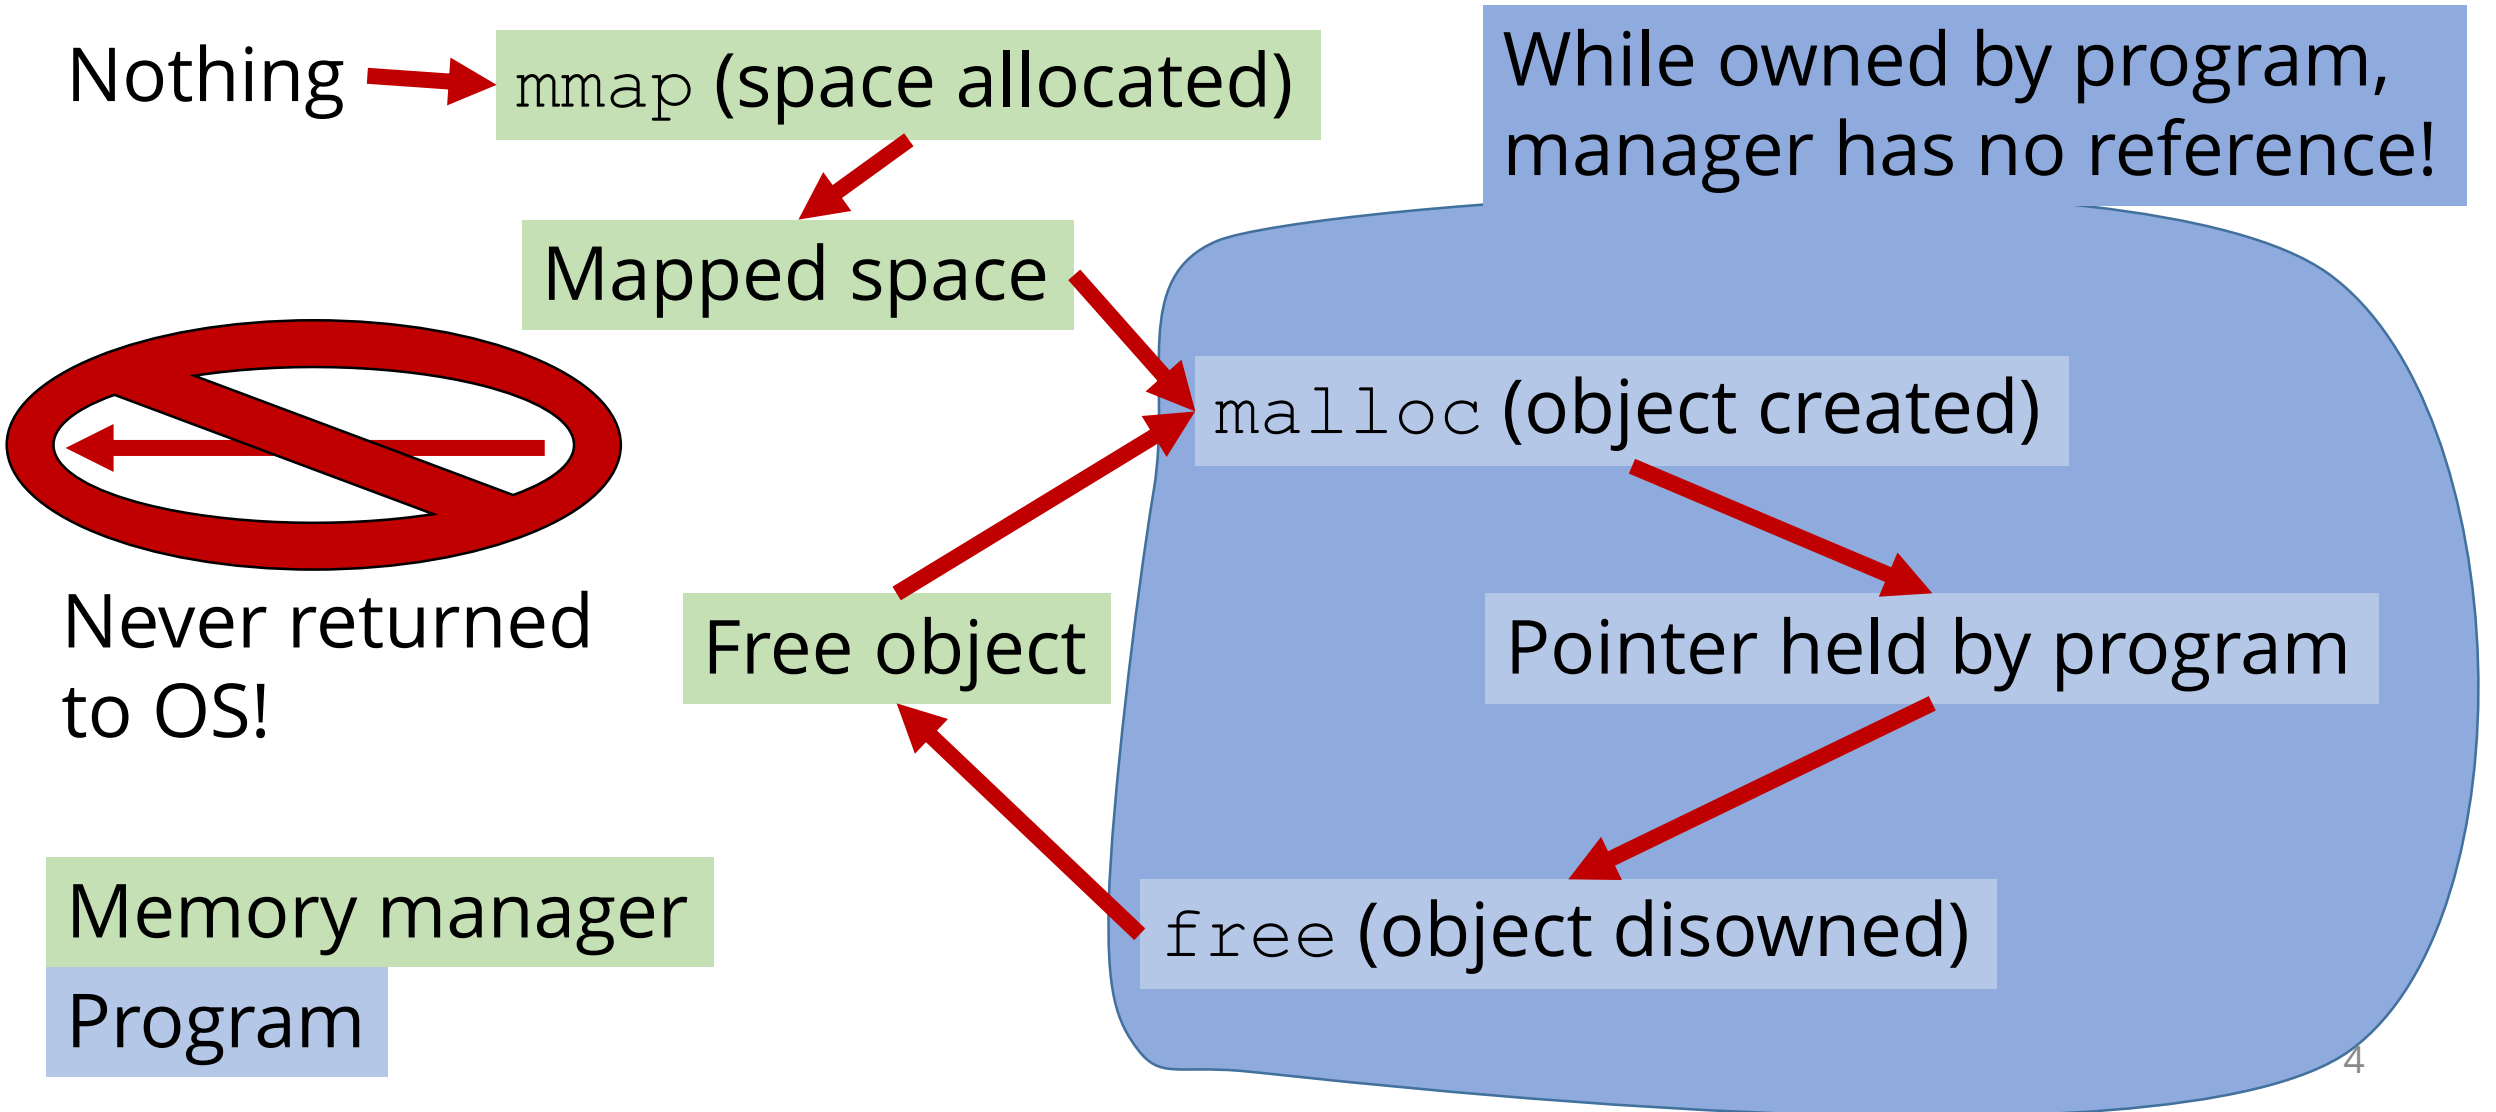 Nothing
mmap (space allocated)
While owned by program,
manager has no reference!
Mapped space
malloc (object created)
Never returned
to OS!
Free object
Pointer held by program
Memory manager
free (object disowned)
Program
4